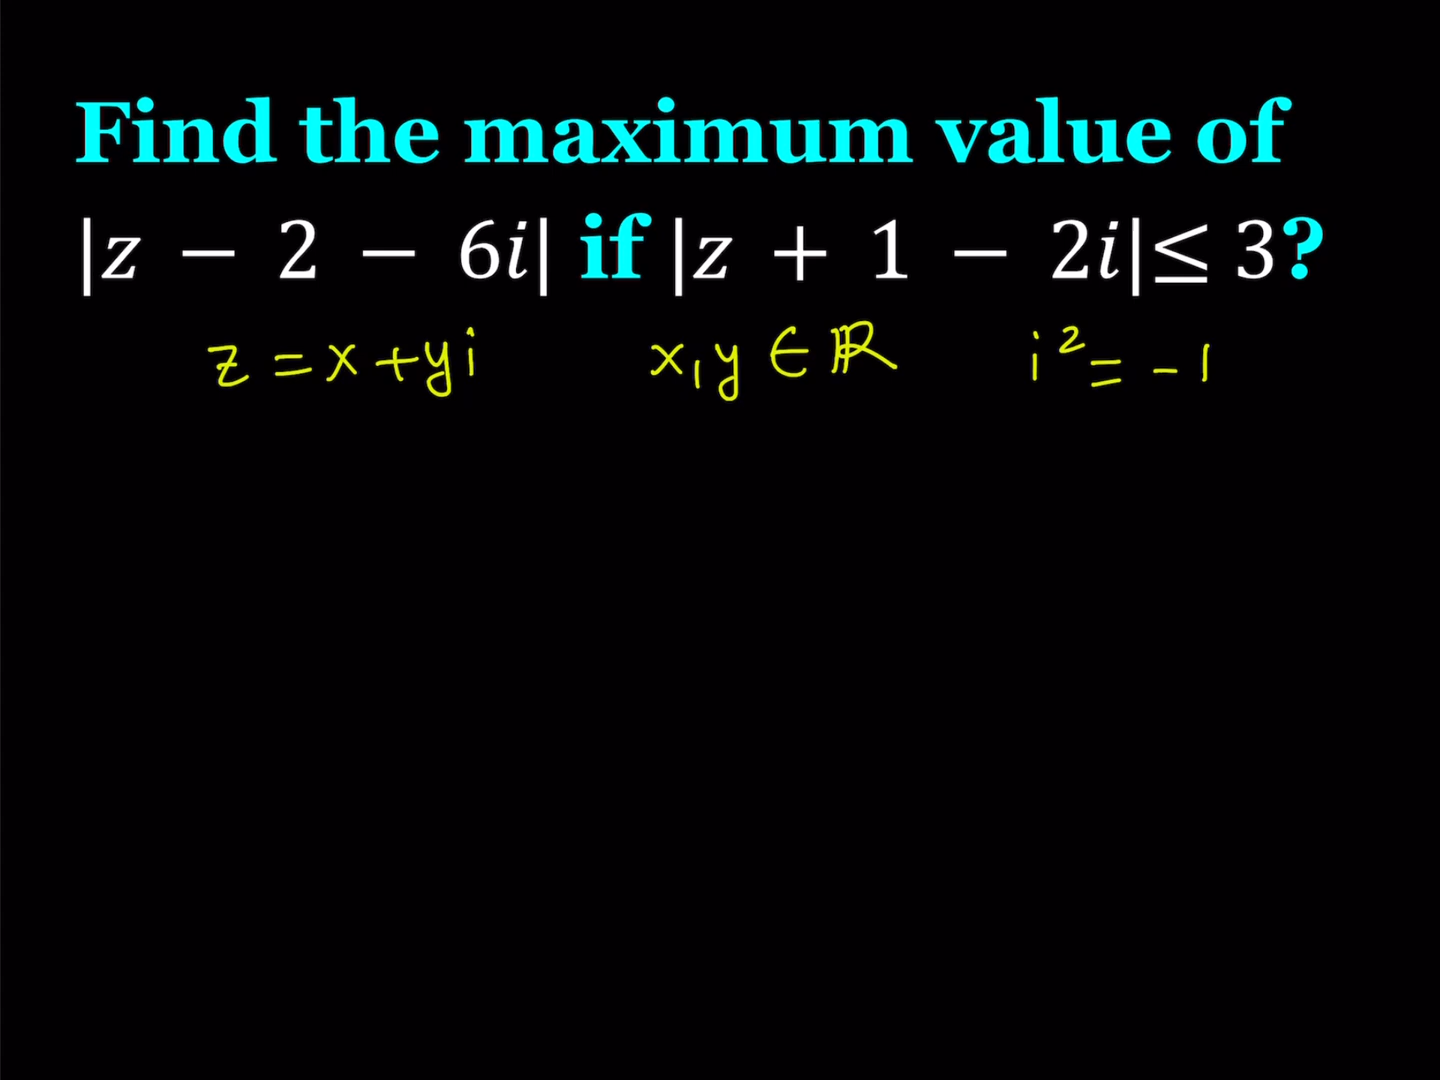 Find the maximum value of
|z − 2 − 6i| if |z + 1 − 2i|≤ 3?
z = x + yi x, y ∈ ℝ i² = -1